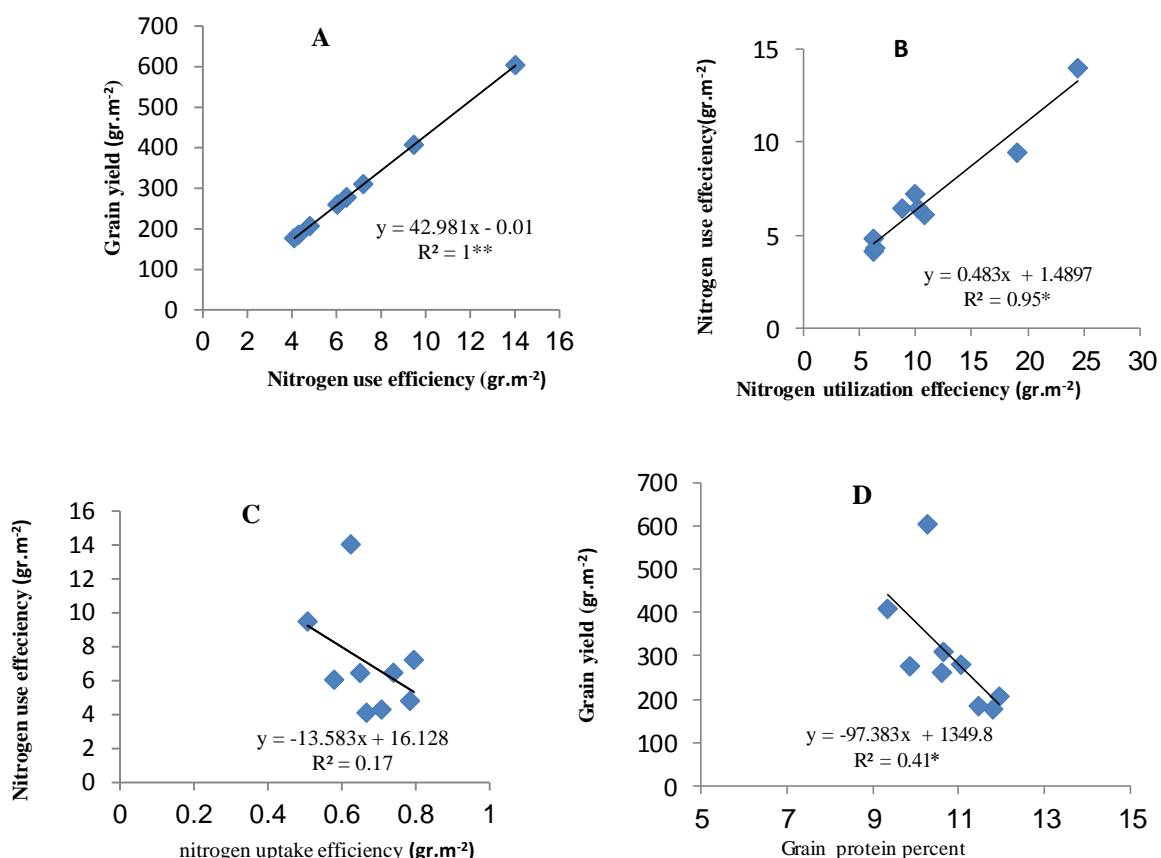 A
Grain yield (gr.m-2)
700
600
500
400
300
200
100
0
y = 42.981x - 0.01
R² = 1**
0 2 4 6 8 10 12 14 16
Nitrogen use efficiency (gr.m-2)
B
Nitrogen use effeciency(gr.m-2)
15
10
5
0
y = 0.483x + 1.4897
R² = 0.95*
0 5 10 15 20 25 30
Nitrogen utilization effeciency (gr.m-2)
C
Nitrogen use effeciency (gr.m-2)
16
14
12
10
8
6
4
2
0
y = -13.583x + 16.128
R² = 0.17
0 0.2 0.4 0.6 0.8 1
nitrogen uptake efficiency (gr.m-2)
D
Grain yield (gr.m-2)
700
600
500
400
300
200
100
0
y = -97.383x + 1349.8
R² = 0.41*
5 7 9 11 13 15
Grain protein percent